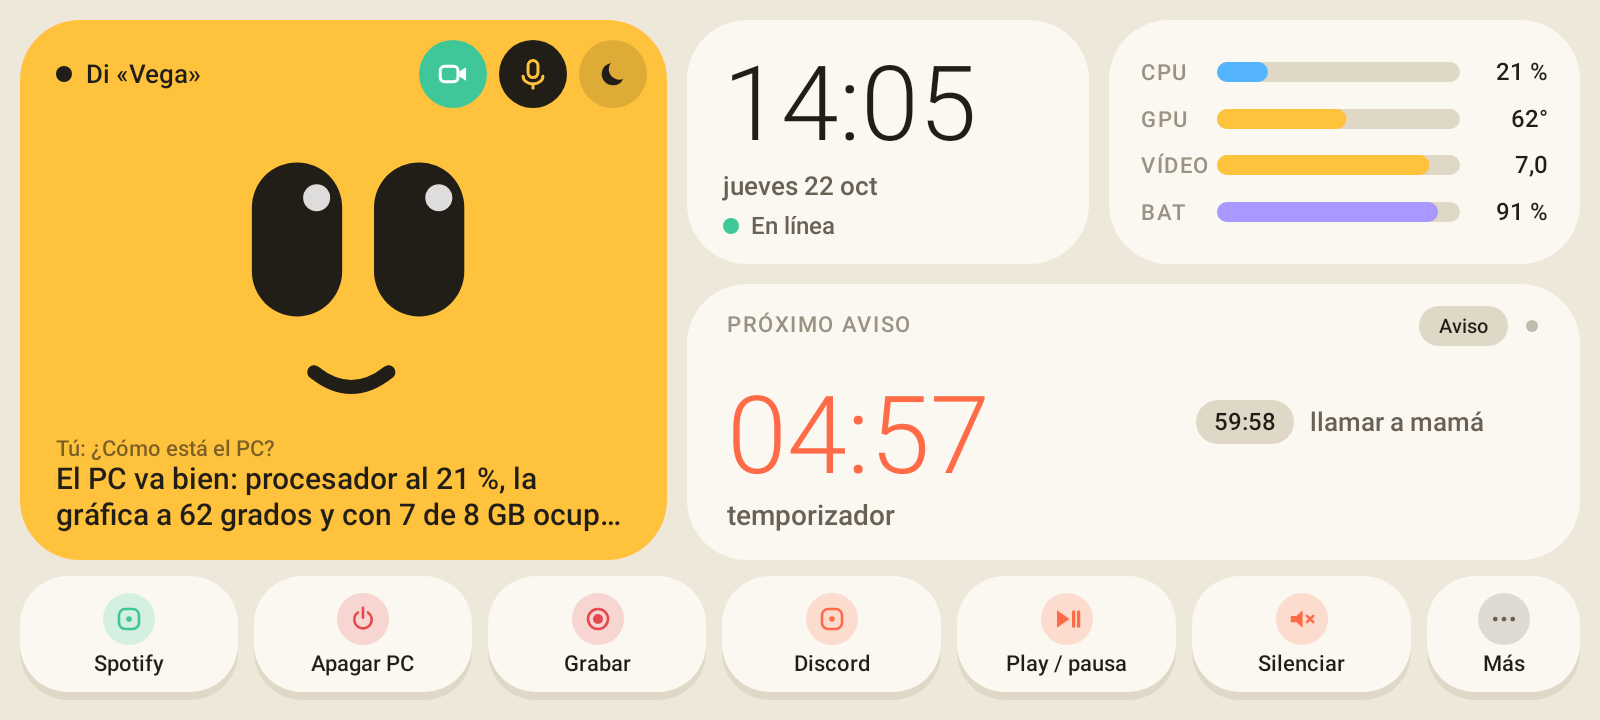 Di «Vega»
14:05
jueves 22 oct
En línea
CPU 21 %
GPU 62°
VÍDEO 7,0
BAT 91 %
PRÓXIMO AVISO
Aviso
04:57
temporizador
59:58 llamar a mamá
Tú: ¿Cómo está el PC?
El PC va bien: procesador al 21 %, la
gráfica a 62 grados y con 7 de 8 GB ocup...
Spotify
Apagar PC
Grabar
Discord
Play / pausa
Silenciar
Más